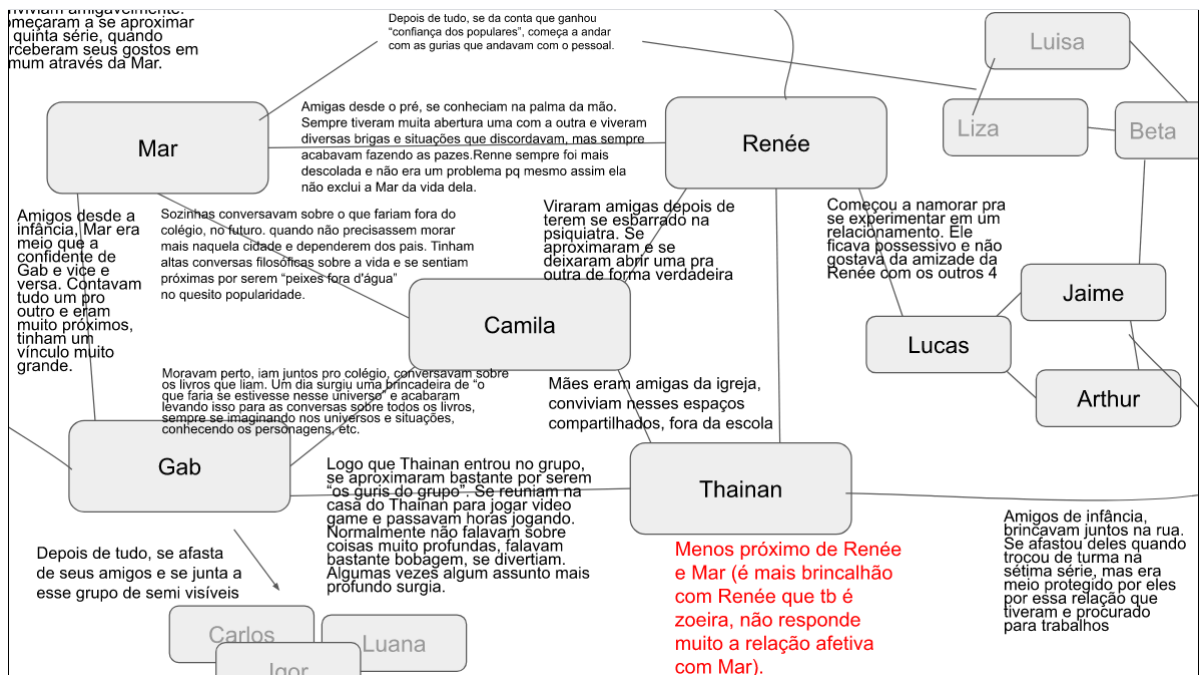 nviviam amigavelmente.
omeçaram a se aproximar
quinta série, quando
rceberam seus gostos em
mum através da Mar.
Depois de tudo, se da conta que ganhou
“confiança dos populares”, começa a andar
com as gurias que andavam com o pessoal.
Luisa
Liza
Beta
Mar
Amigas desde o pré, se conheciam na palma da mão.
Sempre tiveram muita abertura uma com a outra e viveram
diversas brigas e situações que discordavam, mas sempre
acabavam fazendo as pazes.Renne sempre foi mais
descolada e não era um problema pq mesmo assim ela
não exclui a Mar da vida dela.
Renée
Amigos desde a
infância, Mar era
meio que a
confidente de
Gab e vice e
versa. Contavam
tudo um pro
outro e eram
muito próximos,
tinham um
vínculo muito
grande.
Sozinhas conversavam sobre o que fariam fora do
colégio, no futuro. quando não precisassem morar
mais naquela cidade e dependerem dos pais. Tinham
altas conversas filosóficas sobre a vida e se sentiam
próximas por serem “peixes fora d'água”
no quesito popularidade.
Viraram amigas depois de
terem se esbarrado na
psiquiatra. Se
aproximaram e se
deixaram abrir uma pra
outra de forma verdadeira
Começou a namorar pra
se experimentar em um
relacionamento. Ele
ficava possessivo e não
gostava da amizade da
Renée com os outros 4
Camila
Jaime
Lucas
Arthur
Moravam perto, iam juntos pro colégio, conversavam sobre
os livros que liam. Um dia surgiu uma brincadeira de “o
que faria se estivesse nesse universo” e acabaram
levando isso para as conversas sobre todos os livros,
sempre se imaginando nos universos e situações,
conhecendo os personagens, etc.
Mães eram amigas da igreja,
conviviam nesses espaços
compartilhados, fora da escola
Gab
Logo que Thainan entrou no grupo,
se aproximaram bastante por serem
“os guris do grupo”. Se reuniam na
casa do Thainan para jogar video
game e passavam horas jogando.
Normalmente não falavam sobre
coisas muito profundas, falavam
bastante bobagem, se divertiam.
Algumas vezes algum assunto mais
profundo surgia.
Thainan
Menos próximo de Renée
e Mar (é mais brincalhão
com Renée que tb é
zoeira, não responde
muito a relação afetiva
com Mar).
Amigos de infância,
brincavam juntos na rua.
Se afastou deles quando
trocou de turma na
sétima série, mas era
meio protegido por eles
por essa relação que
tiveram e procurado
para trabalhos
Depois de tudo, se afasta
de seus amigos e se junta a
esse grupo de semi visíveis
Carlos
Luana
Igor